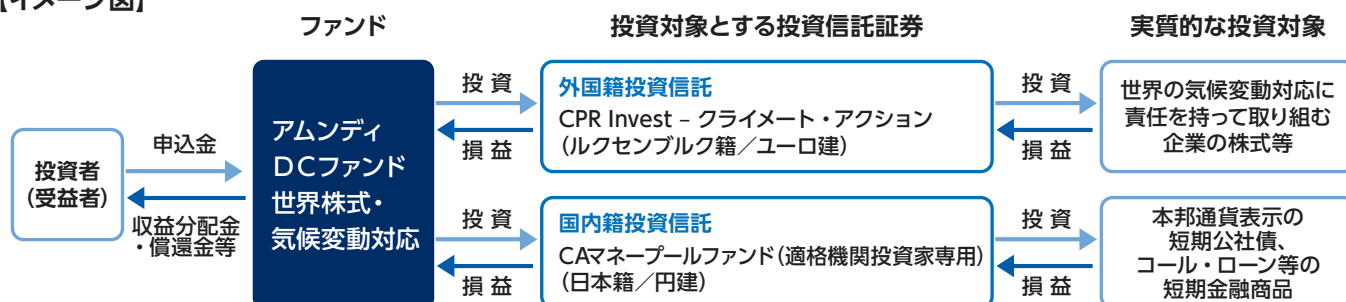 【イメージ図】
ファンド
投資対象とする投資信託証券
実質的な投資対象
投資者
(受益者)
申込金
収益分配金
・償還金等
アムンディ
DCファンド
世界株式・
気候変動対応
投 資
損 益
外国籍投資信託
CPR Invest – クライメート・アクション
(ルクセンブルク籍/ユーロ建)
投 資
損 益
世界の気候変動対応に
責任を持って取り組む
企業の株式等
投 資
損 益
国内籍投資信託
CAマネープールファンド(適格機関投資家専用)
(日本籍/円建)
投 資
損 益
本邦通貨表示の
短期公社債、
コール・ローン等の
短期金融商品